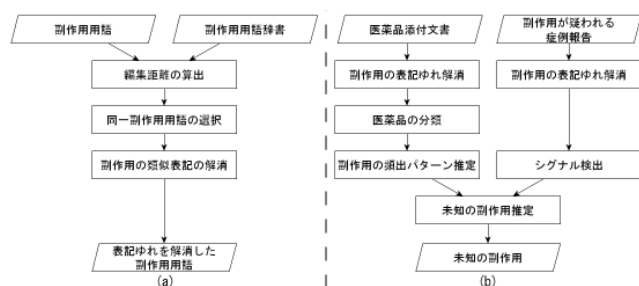 副作用用語
副作用用語辞書
編集距離の算出
同一副作用用語の選択
副作用の類似表記の解消
表記ゆれを解消した
副作用用語
(a)
医薬品添付文書
副作用が疑われる
症例報告
副作用の表記ゆれ解消
副作用の表記ゆれ解消
医薬品の分類
副作用の頻出パターン推定
シグナル検出
未知の副作用推定
未知の副作用
(b)